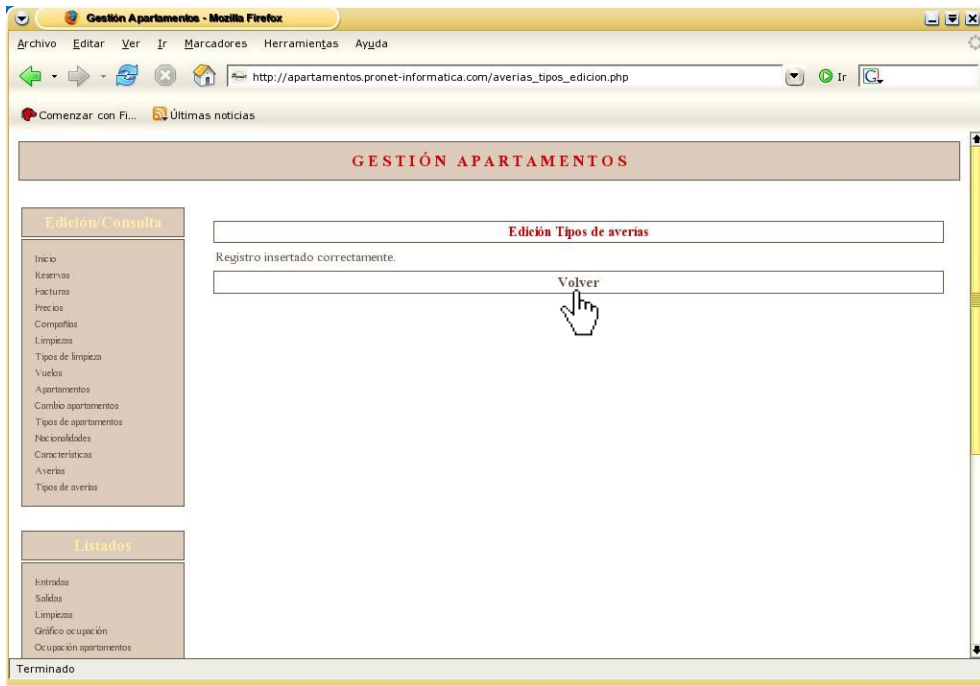 Gestión Apartamentos - Mozilla Firefox
Archivo Editar Ver Ir Marcadores Herramientas Ayuda
http://apartamentos.pronet-informatica.com/averias_tipos_edicion.php
Ir
Comenzar con Fi... Últimas noticias
GESTIÓN APARTAMENTOS
Edición/Consulta
Inicio
Reservas
Facturas
Precios
Compañías
Limpiezas
Tipos de limpieza
Vuelos
Apartamentos
Cambio apartamentos
Tipos de apartamentos
Nacionalidades
Características
Averías
Tipos de averías
Listados
Entradas
Salidas
Limpiezas
Gráfico ocupación
Ocupación apartamentos
Edición Tipos de averías
Registro insertado correctamente.
Volver
Terminado